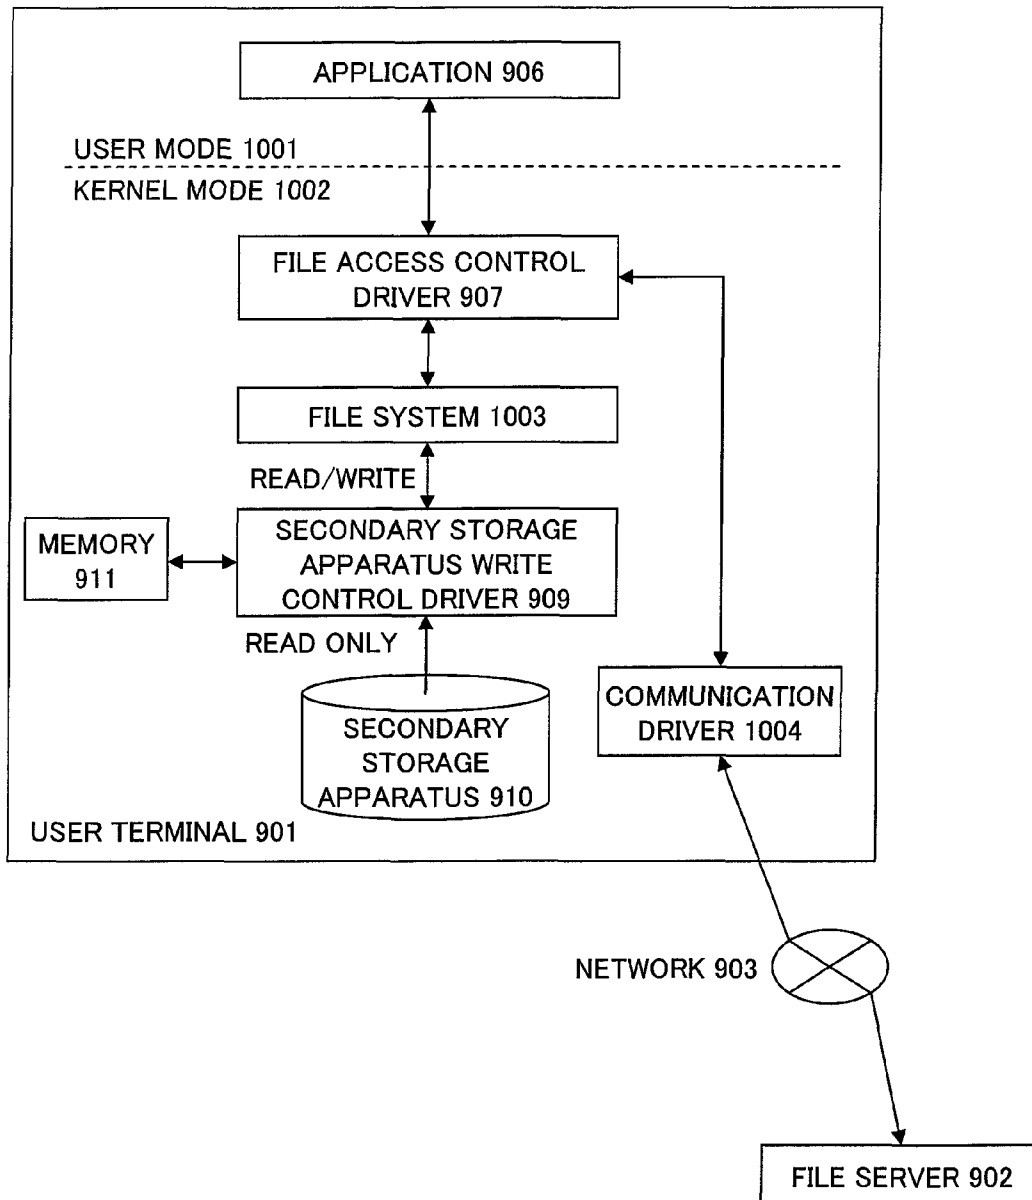 APPLICATION 906
USER MODE 1001
KERNEL MODE 1002
FILE ACCESS CONTROL
DRIVER 907
FILE SYSTEM 1003
READ/WRITE
MEMORY
911
SECONDARY STORAGE
APPARATUS WRITE
CONTROL DRIVER 909
READ ONLY
SECONDARY
STORAGE
APPARATUS 910
COMMUNICATION
DRIVER 1004
USER TERMINAL 901
NETWORK 903
FILE SERVER 902